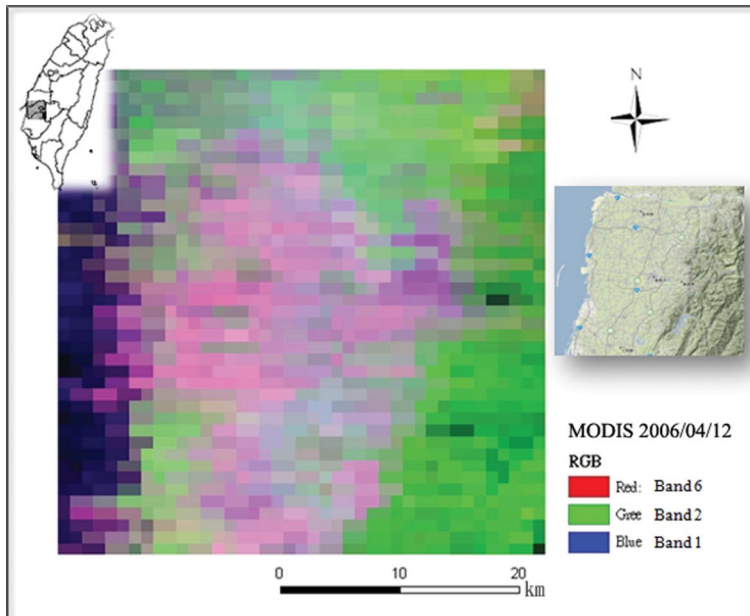 N
MODIS 2006/04/12
RGB
Red: Band 6
Gree Band 2
Blue Band 1
0 10 20
km